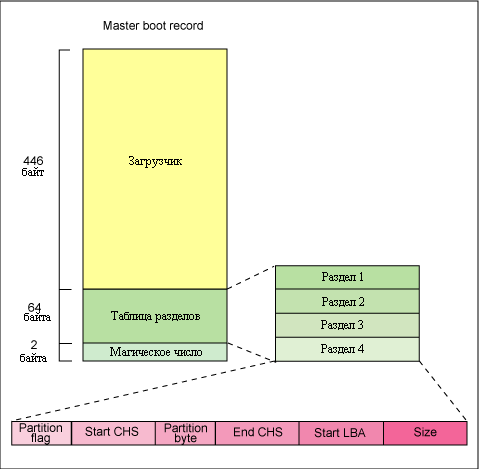 Master boot record
446
байт
Загрузчик
64
байта
Таблица разделов
2
байта
Магическое число
Раздел 1
Раздел 2
Раздел 3
Раздел 4
Partition
flag
Start CHS
Partition
byte
End CHS
Start LBA
Size